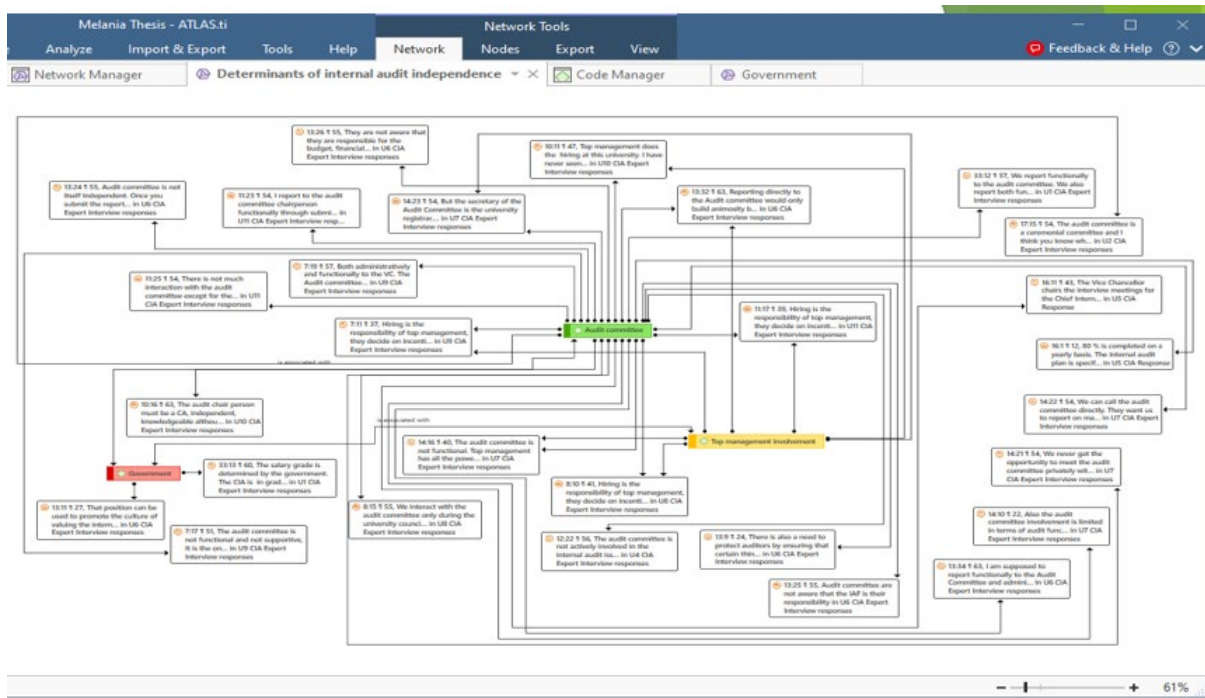 Melania Thesis - ATLAS.ti
Network Tools
Analyze Import & Export Tools Help Network Nodes Export View
Feedback & Help
Network Manager
Determinants of internal audit independence
Code Manager
Government
13:26 ¶ 55, They are not aware that
they are responsible for the
budget, financial... in U6 CIA
Expert Interview responses
10:11 ¶ 47, Top management does
the hiring at this university. I have
never seen... in U10 CIA Expert
Interview responses
13:24 ¶ 55, Audit committee is not
itself independent. Once you
submit the report... in U6 CIA
Expert Interview responses
11:23 ¶ 54, I report to the audit
committee chairperson
functionally through submi... in
U11 CIA Expert Interview resp...
14:23 ¶ 54, But the secretary of the
Audit Committee is the university
registrar... in U7 CIA Expert
Interview responses
13:32 ¶ 63, Reporting directly to
the Audit committee would only
build animosity b... in U6 CIA
Expert Interview responses
33:12 ¶ 57, We report functionally
to the audit committee. We also
report both fun... in U1 CIA Expert
Interview responses
17:15 ¶ 54, The audit committee is
a ceremonial committee and I
think you know wh... in U2 CIA
Expert Interview responses
7:19 ¶ 57, Both administratively
and functionally to the VC. The
Audit committee... in U9 CIA
Expert Interview responses
11:25 ¶ 54, There is not much
interaction with the audit
committee except for the... in U11
CIA Expert Interview responses
16:11 ¶ 43, The Vice Chancellor
chairs the interview meetings for
the Chief Intern... in U5 CIA
Response
7:11 ¶ 37, Hiring is the
responsibility of top management,
they decide on incenti... in U9 CIA
Expert Interview responses
Audit committee
11:17 ¶ 39, Hiring is the
responsibility of top management,
they decide on incenti... in U11 CIA
Expert Interview responses
is associated with
16:1 ¶ 12, 80 % is completed on a
yearly basis. The internal audit
plan is specif... in U5 CIA Response
10:16 ¶ 63, The audit chair person
must be a CA, independent,
knowledgeable althou... in U10 CIA
Expert Interview responses
14:22 ¶ 54, We can call the audit
committee directly. They want us
to report on ma... in U7 CIA Expert
Interview responses
is associated with
14:16 ¶ 40, The audit committee is
not functional. Top management
has all the powe... in U7 CIA
Expert Interview responses
Top management involvement
Government
33:13 ¶ 60, The salary grade is
determined by the government.
The CIA is in grad... in U1 CIA
Expert Interview responses
14:21 ¶ 54, We never got the
opportunity to meet the audit
committee privately wit... in U7
CIA Expert Interview responses
8:10 ¶ 41, Hiring is the
responsibility of top management,
they decide on incenti... in U8 CIA
Expert Interview responses
13:11 ¶ 27, That position can be
used to promote the culture of
valuing the intern... in U6 CIA
Expert Interview responses
8:15 ¶ 55, We interact with the
audit committee only during the
university counci... in U8 CIA
Expert Interview responses
14:10 ¶ 22, Also the audit
committee involvement is limited
in terms of audit func... in U7 CIA
Expert Interview responses
7:17 ¶ 51, The audit committee is
not functional and not supportive,
It is the on... in U9 CIA Expert
Interview responses
12:22 ¶ 56, The audit committee is
not actively involved in the
internal audit iss... in U4 CIA
Expert Interview responses
13:9 ¶ 24, There is also a need to
protect auditors by ensuring that
certain thin... in U6 CIA Expert
Interview responses
13:34 ¶ 63, I am supposed to
report functionally to the Audit
Committee and admini... in U6 CIA
Expert Interview responses
13:25 ¶ 55, Audit committee are
not aware that the IAF is their
responsibility in U6 CIA Expert
Interview responses
61%